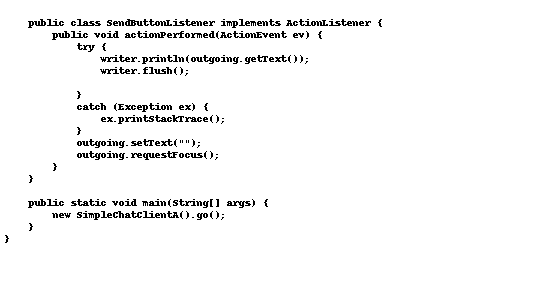 public class SendButtonListener implements ActionListener {
        public void actionPerformed(ActionEvent ev) {
            try {
                writer.println(outgoing.getText());
                writer.flush();

            }
            catch (Exception ex) {
                ex.printStackTrace();
            }
            outgoing.setText("");
            outgoing.requestFocus();
        }
    }

    public static void main(String[] args) {
        new SimpleChatClientA().go();
    }
}